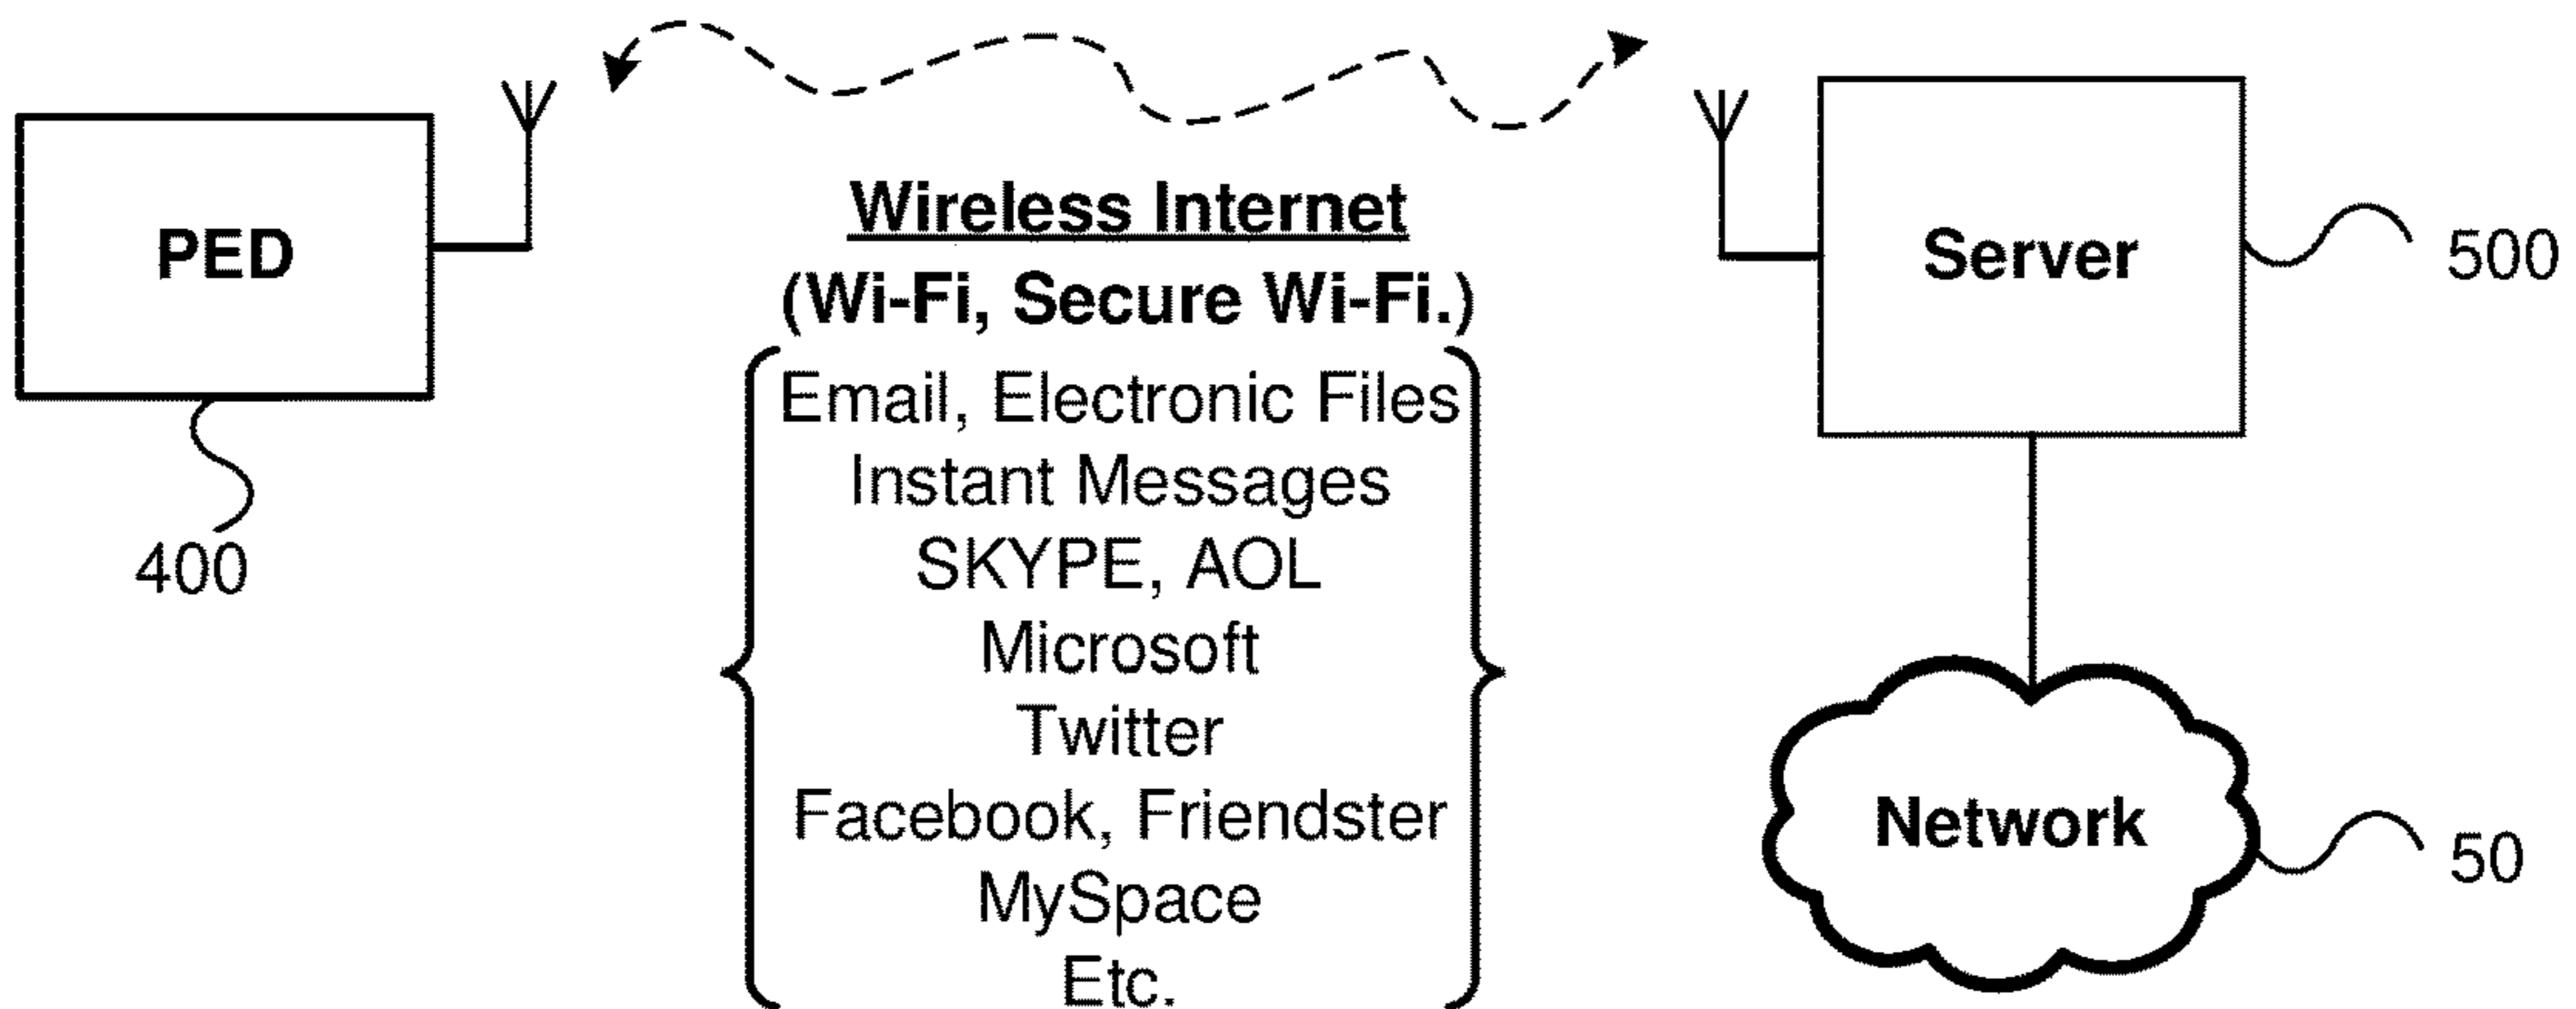 PED
400
Wireless Internet
(Wi-Fi, Secure Wi-Fi.)
Email, Electronic Files
Instant Messages
SKYPE, AOL
Microsoft
Twitter
Facebook, Friendster
MySpace
Etc.
Server
500
Network
50